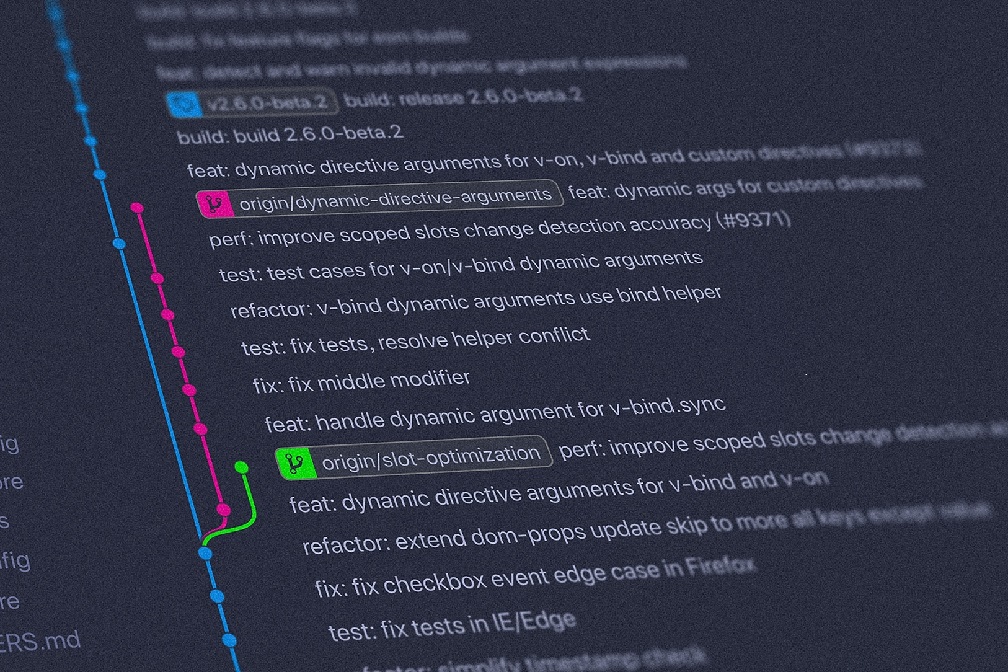 build: build 2.6.0-beta.3
build: fix feature flags for esm builds
feat: detect and warn invalid dynamic argument expressions
v2.6.0-beta.2 build: release 2.6.0-beta.2
build: build 2.6.0-beta.2
feat: dynamic directive arguments for v-on, v-bind and custom directives (#9373)
origin/dynamic-directive-arguments feat: dynamic args for custom directives
perf: improve scoped slots change detection accuracy (#9371)
test: test cases for v-on/v-bind dynamic arguments
refactor: v-bind dynamic arguments use bind helper
test: fix tests, resolve helper conflict
fix: fix middle modifier
feat: handle dynamic argument for v-bind.sync
origin/slot-optimization perf: improve scoped slots change detection
feat: dynamic directive arguments for v-bind and v-on
refactor: extend dom-props update skip to more all keys except value
fix: fix checkbox event edge case in Firefox
test: fix tests in IE/Edge
simplify timestamp check
ig
ore
s
fig
re
ERS.md